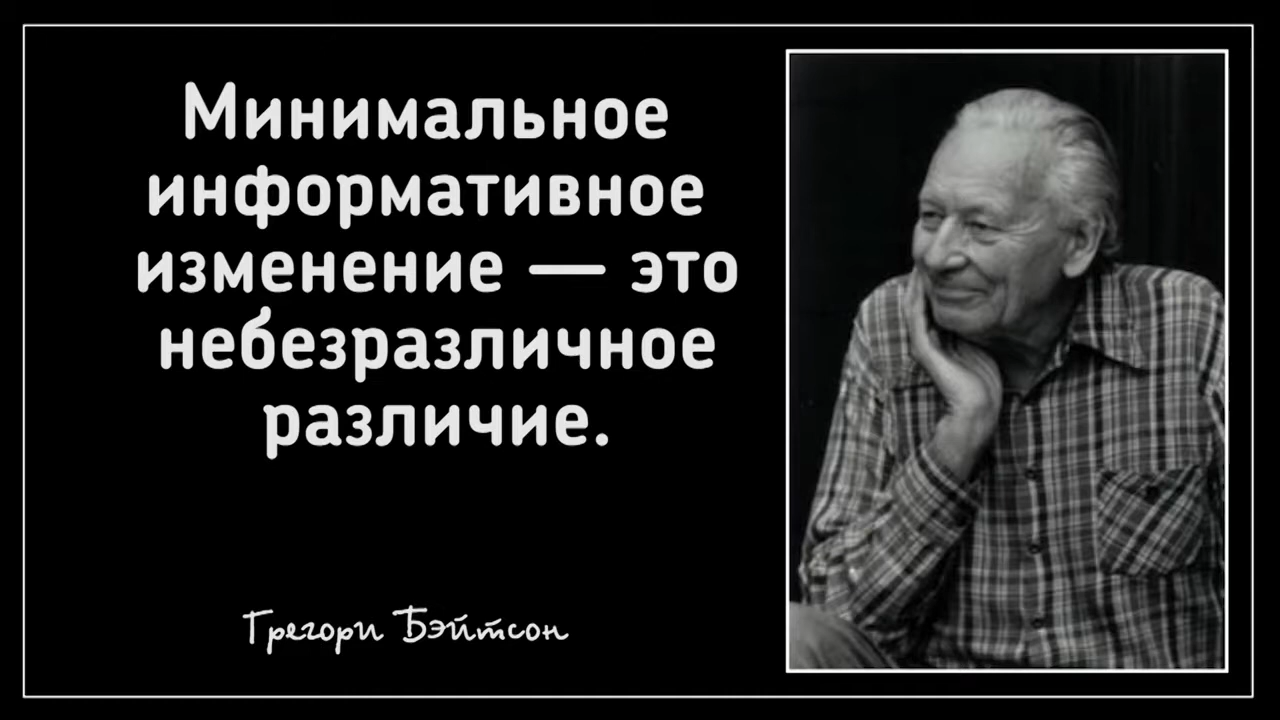 Минимальное
информативное
изменение — это
небезразличное
различие.
Грегори Бэйтсон